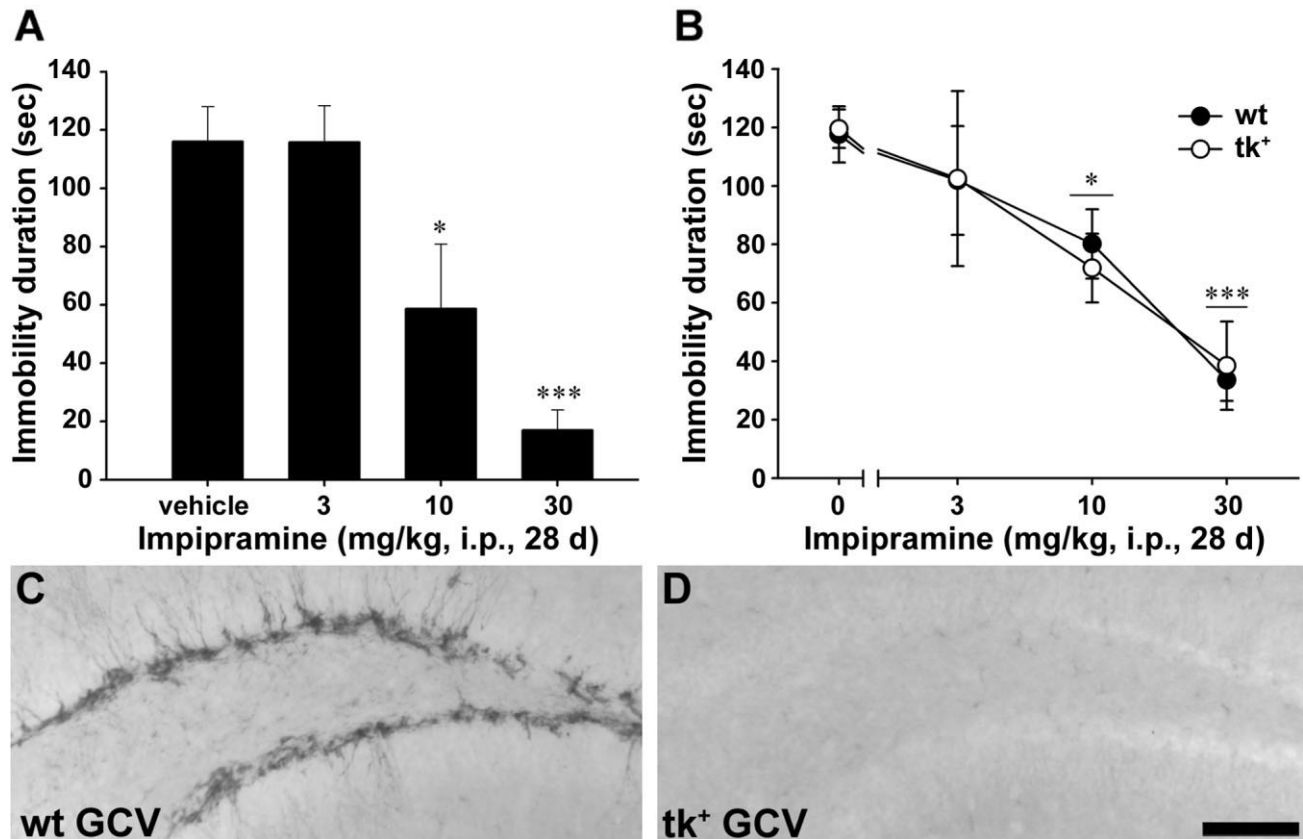 A
Immobility duration (sec)
140
120
100
80
60
40
20
0
*
***
vehicle
3
10
30
Impipramine (mg/kg, i.p., 28 d)
B
Immobility duration (sec)
140
120
100
80
60
40
20
0
wt
tk⁺
*
***
0
3
10
30
Impipramine (mg/kg, i.p., 28 d)
C
wt GCV
D
tk⁺ GCV